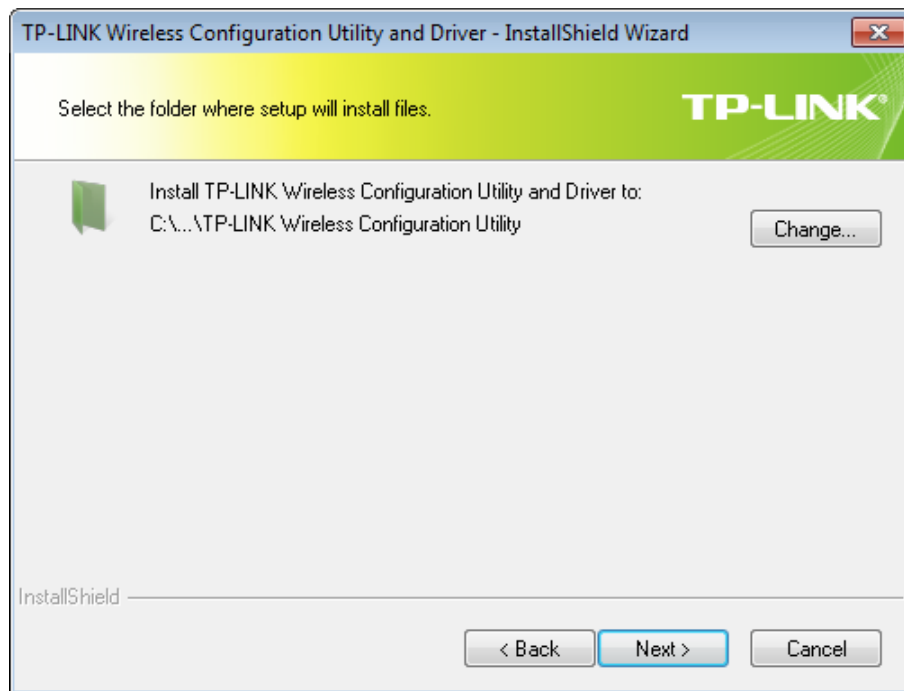 TP-LINK Wireless Configuration Utility and Driver - InstallShield Wizard
Select the folder where setup will install files.
TP-LINK®
Install TP-LINK Wireless Configuration Utility and Driver to:
C:\...\TP-LINK Wireless Configuration Utility
Change...
InstallShield
< Back
Next >
Cancel